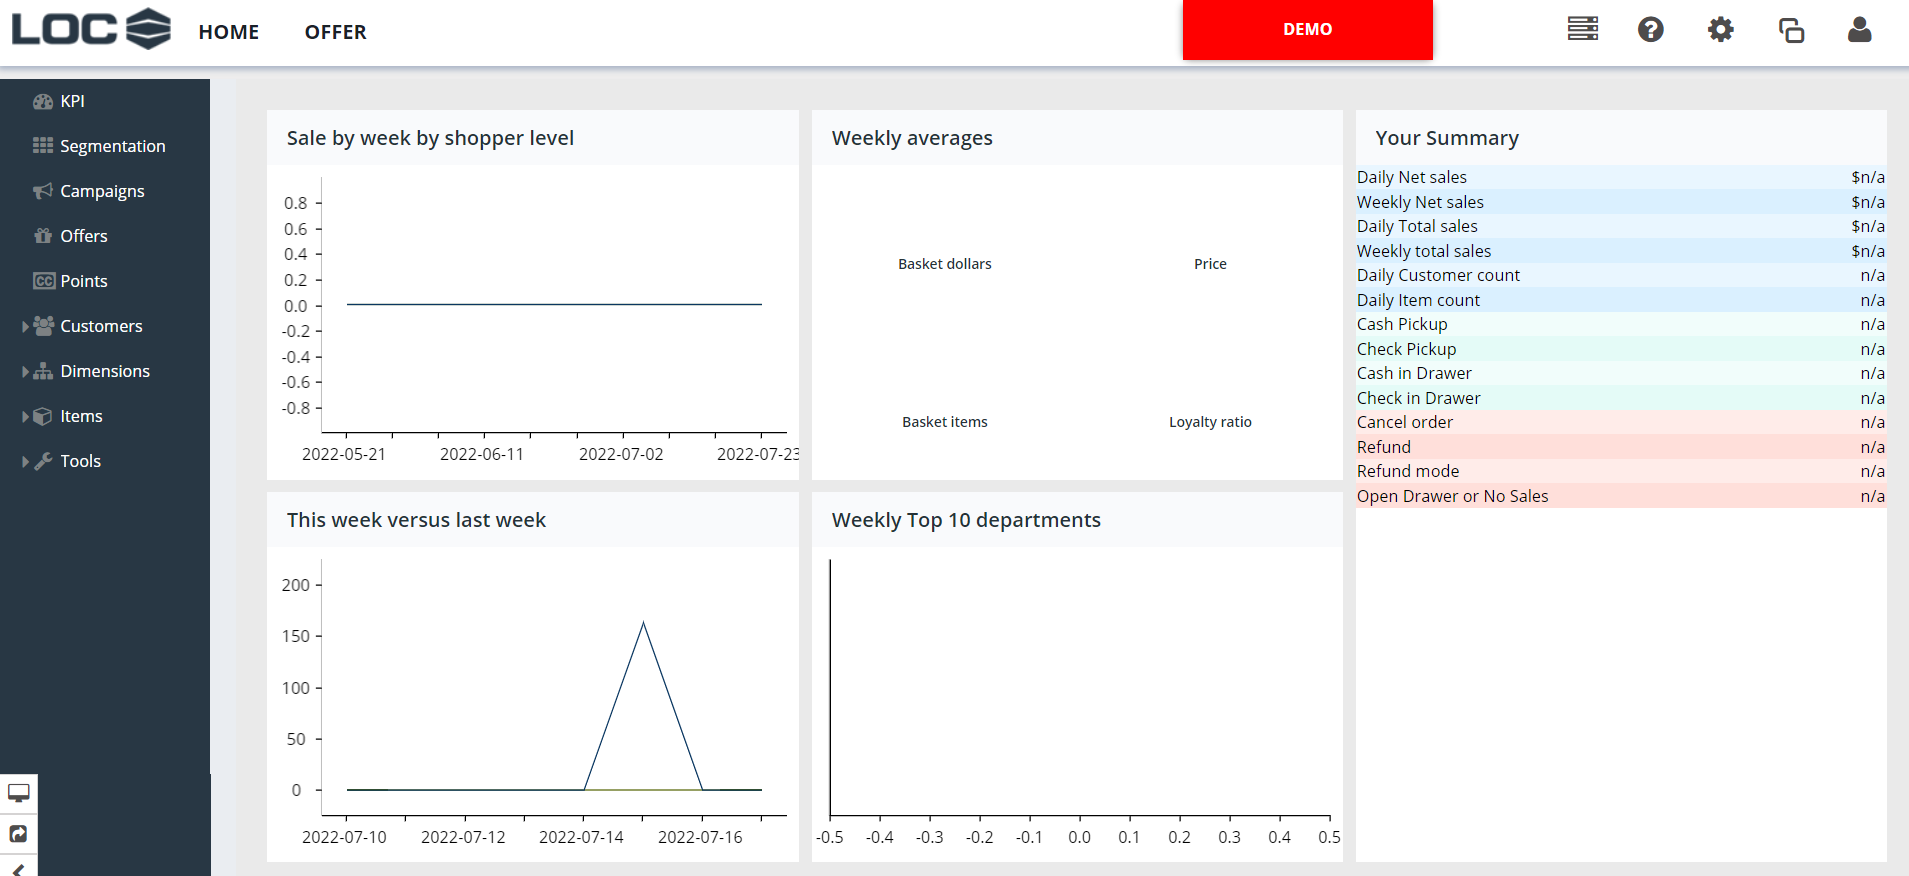 LOC
HOME
OFFER
DEMO
KPI
Segmentation
Campaigns
Offers
CC Points
Customers
Dimensions
Items
Tools
Sale by week by shopper level
0.8
0.6
0.4
0.2
0.0
-0.2
-0.4
-0.6
-0.8
2022-05-21 2022-06-11 2022-07-02 2022-07-23
Weekly averages
Basket dollars Price
Basket items Loyalty ratio
Your Summary
Daily Net sales $n/a
Weekly Net sales $n/a
Daily Total sales $n/a
Weekly total sales $n/a
Daily Customer count n/a
Daily Item count n/a
Cash Pickup n/a
Check Pickup n/a
Cash in Drawer n/a
Check in Drawer n/a
Cancel order n/a
Refund n/a
Refund mode n/a
Open Drawer or No Sales n/a
This week versus last week
200
150
100
50
0
2022-07-10 2022-07-12 2022-07-14 2022-07-16
Weekly Top 10 departments
-0.5 -0.4 -0.3 -0.2 -0.1 0.0 0.1 0.2 0.3 0.4 0.5